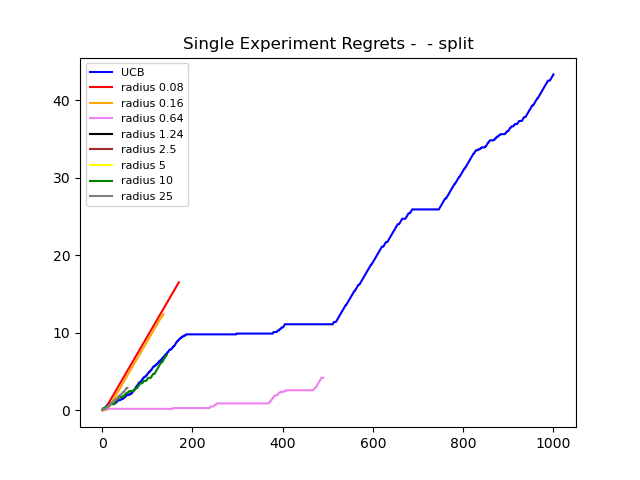 Single Experiment Regrets -  - split
UCB
radius 0.08
radius 0.16
radius 0.64
radius 1.24
radius 2.5
radius 5
radius 10
radius 25
40
30
20
10
0
0 200 400 600 800 1000